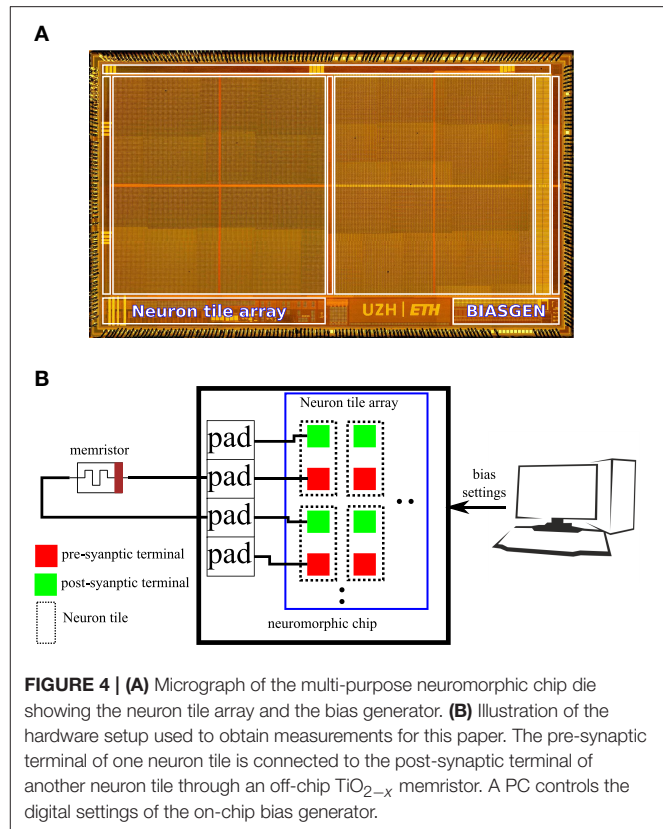 A
Neuron tile array
UZH | ETH
BIASGEN
B
Neuron tile array
memristor
pad
pad
pad
pad
bias
settings
pre-synaptic terminal
post-synaptic terminal
Neuron tile
neuromorphic chip
FIGURE 4 | (A) Micrograph of the multi-purpose neuromorphic chip die
showing the neuron tile array and the bias generator. (B) Illustration of the
hardware setup used to obtain measurements for this paper. The pre-synaptic
terminal of one neuron tile is connected to the post-synaptic terminal of
another neuron tile through an off-chip TiO₂₋ₓ memristor. A PC controls the
digital settings of the on-chip bias generator.